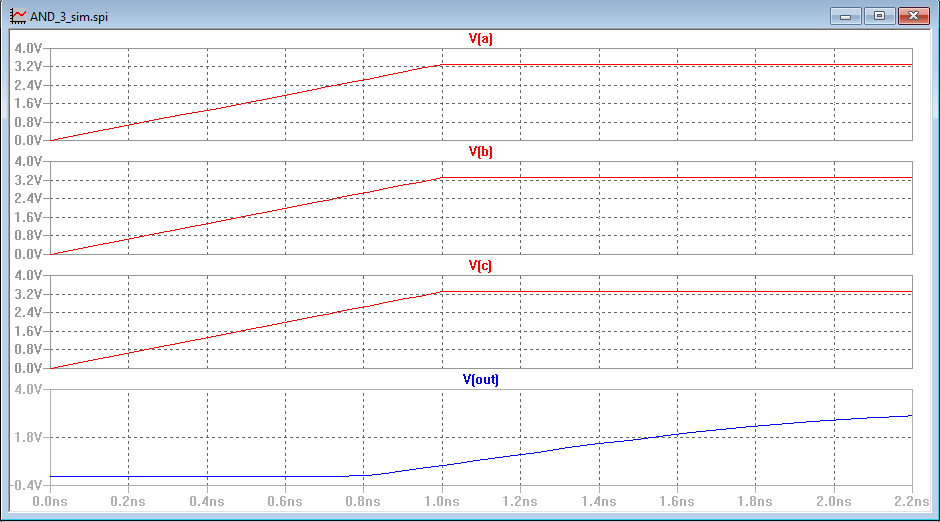 AND_3_sim.spi
V(a)
4.0V
3.2V
2.4V
1.6V
0.8V
0.0V
V(b)
4.0V
3.2V
2.4V
1.6V
0.8V
0.0V
V(c)
4.0V
3.2V
2.4V
1.6V
0.8V
0.0V
V(out)
4.0V
1.8V
-0.4V
0.0ns 0.2ns 0.4ns 0.6ns 0.8ns 1.0ns 1.2ns 1.4ns 1.6ns 1.8ns 2.0ns 2.2ns